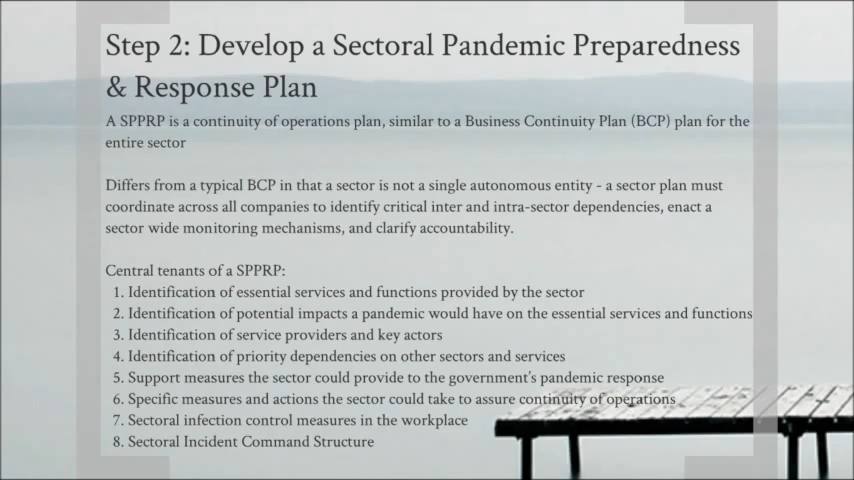 Step 2: Develop a Sectoral Pandemic Preparedness
& Response Plan
A SPPRP is a continuity of operations plan, similar to a Business Continuity Plan (BCP) plan for the
entire sector
Differs from a typical BCP in that a sector is not a single autonomous entity - a sector plan must
coordinate across all companies to identify critical inter and intra-sector dependencies, enact a
sector wide monitoring mechanisms, and clarify accountability.
Central tenants of a SPPRP:
1. Identification of essential services and functions provided by the sector
2. Identification of potential impacts a pandemic would have on the essential services and functions
3. Identification of service providers and key actors
4. Identification of priority dependencies on other sectors and services
5. Support measures the sector could provide to the government's pandemic response
6. Specific measures and actions the sector could take to assure continuity of operations
7. Sectoral infection control measures in the workplace
8. Sectoral Incident Command Structure